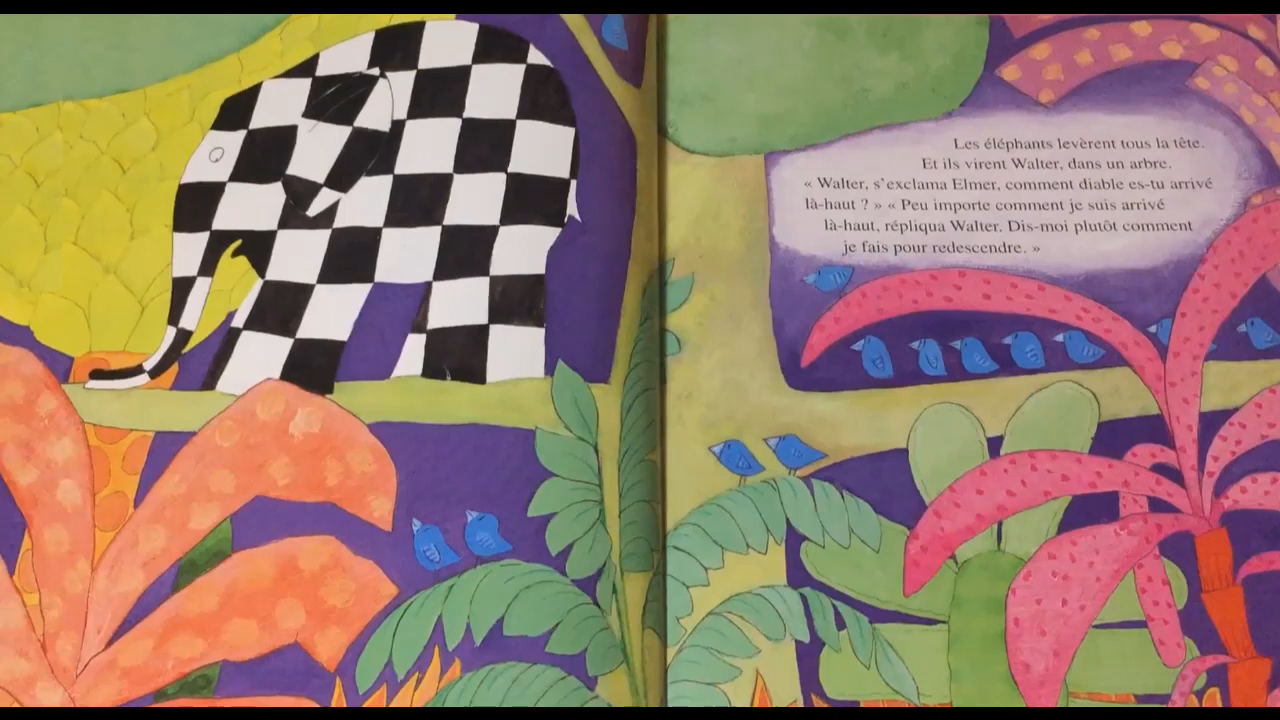 Les éléphants levèrent tous la tête.
Et ils virent Walter, dans un arbre.
« Walter, s'exclama Elmer, comment diable es-tu arrivé
là-haut ? » « Peu importe comment je suis arrivé
là-haut, répliqua Walter. Dis-moi plutôt comment
je fais pour redescendre. »